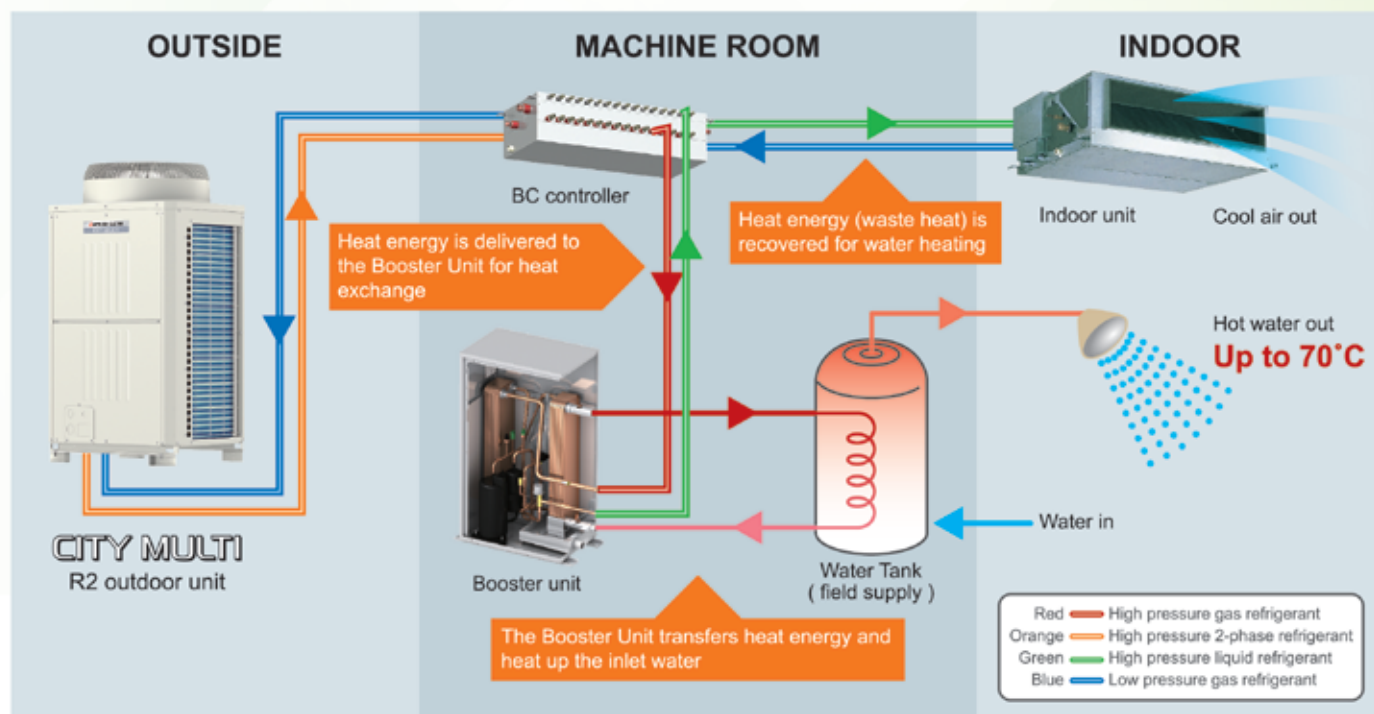 OUTSIDE
MACHINE ROOM
INDOOR
BC controller
Indoor unit
Cool air out
Heat energy is delivered to
the Booster Unit for heat
exchange
Heat energy (waste heat) is
recovered for water heating
Hot water out
Up to 70°C
CITY MULTI
R2 outdoor unit
Booster unit
Water Tank
( field supply )
Water in
The Booster Unit transfers heat energy and
heat up the inlet water
Red High pressure gas refrigerant
Orange High pressure 2-phase refrigerant
Green High pressure liquid refrigerant
Blue Low pressure gas refrigerant